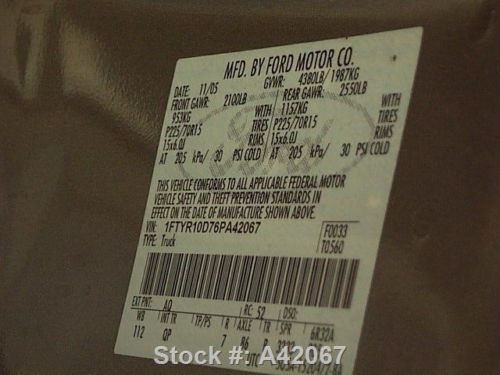 MFD. BY FORD MOTOR CO.
DATE: 11/05 GVWR: 4380LB/ 1987KG
FRONT GAWR: 2100LB REAR GAWR: 2550LB
953KG WITH 1157KG WITH
P225/70R15 TIRES P225/70R15 TIRES
15x6.0J RIMS 15x6.0J RIMS
AT 205 kPa/ 30 PSI COLD AT 205 kPa/ 30 PSI COLD
THIS VEHICLE CONFORMS TO ALL APPLICABLE FEDERAL MOTOR
VEHICLE SAFETY AND THEFT PREVENTION STANDARDS IN
EFFECT ON THE DATE OF MANUFACTURE SHOWN ABOVE.
VIN: 1FTYR10D76PA42067 F0033
TYPE: Truck T0560
EXT PNT: AQ RC: 52 DSO:
WB INT TR TP/PS R AXLE TR SPR 6R32A
112 QP 7 86
Stock #: A42067